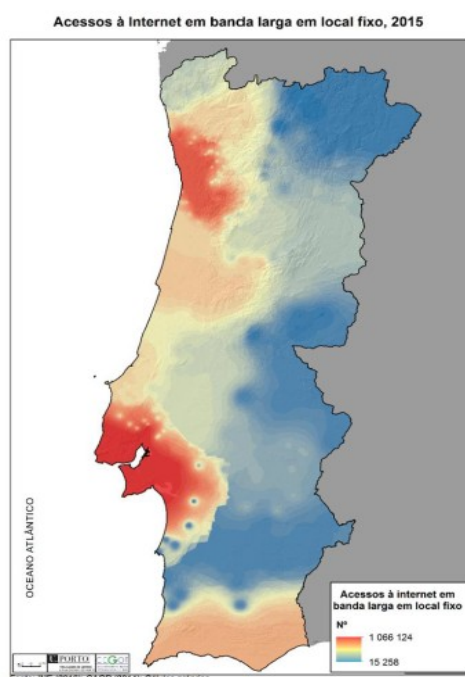 Acessos à Internet em banda larga em local fixo, 2015
OCEANO ATLÂNTICO
Acessos à internet em
banda larga em local fixo
Nº
1 066 124
15 258
U.PORTO